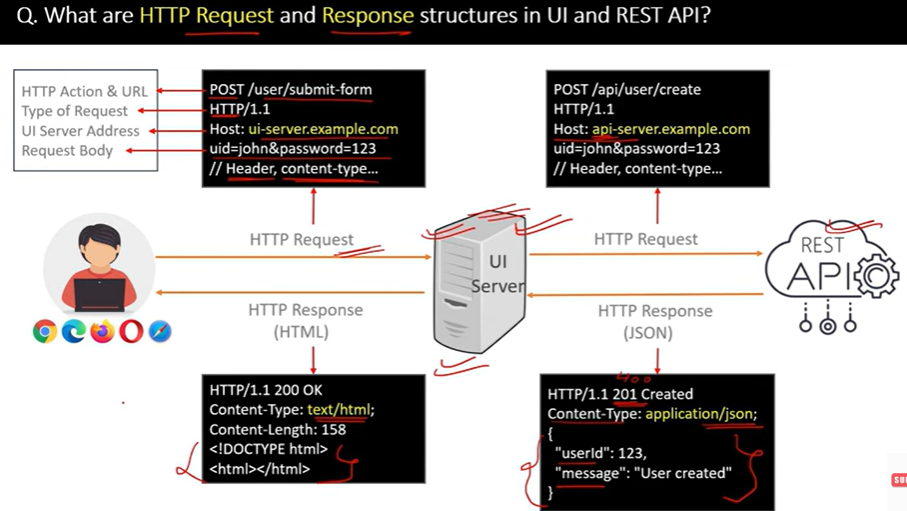 Q. What are HTTP Request and Response structures in UI and REST API?
HTTP Action & URL
Type of Request
UI Server Address
Request Body
POST /user/submit-form
HTTP/1.1
Host: ui-server.example.com
uid=john&password=123
// Header, content-type...
POST /api/user/create
HTTP/1.1
Host: api-server.example.com
uid=john&password=123
// Header, content-type...
HTTP Request
HTTP Response
(HTML)
UI
Server
HTTP Request
HTTP Response
(JSON)
REST
API
HTTP/1.1 200 OK
Content-Type: text/html;
Content-Length: 158
<!DOCTYPE html>
<html></html>
400
HTTP/1.1 201 Created
Content-Type: application/json;
{
"userId": 123,
"message": "User created"
}